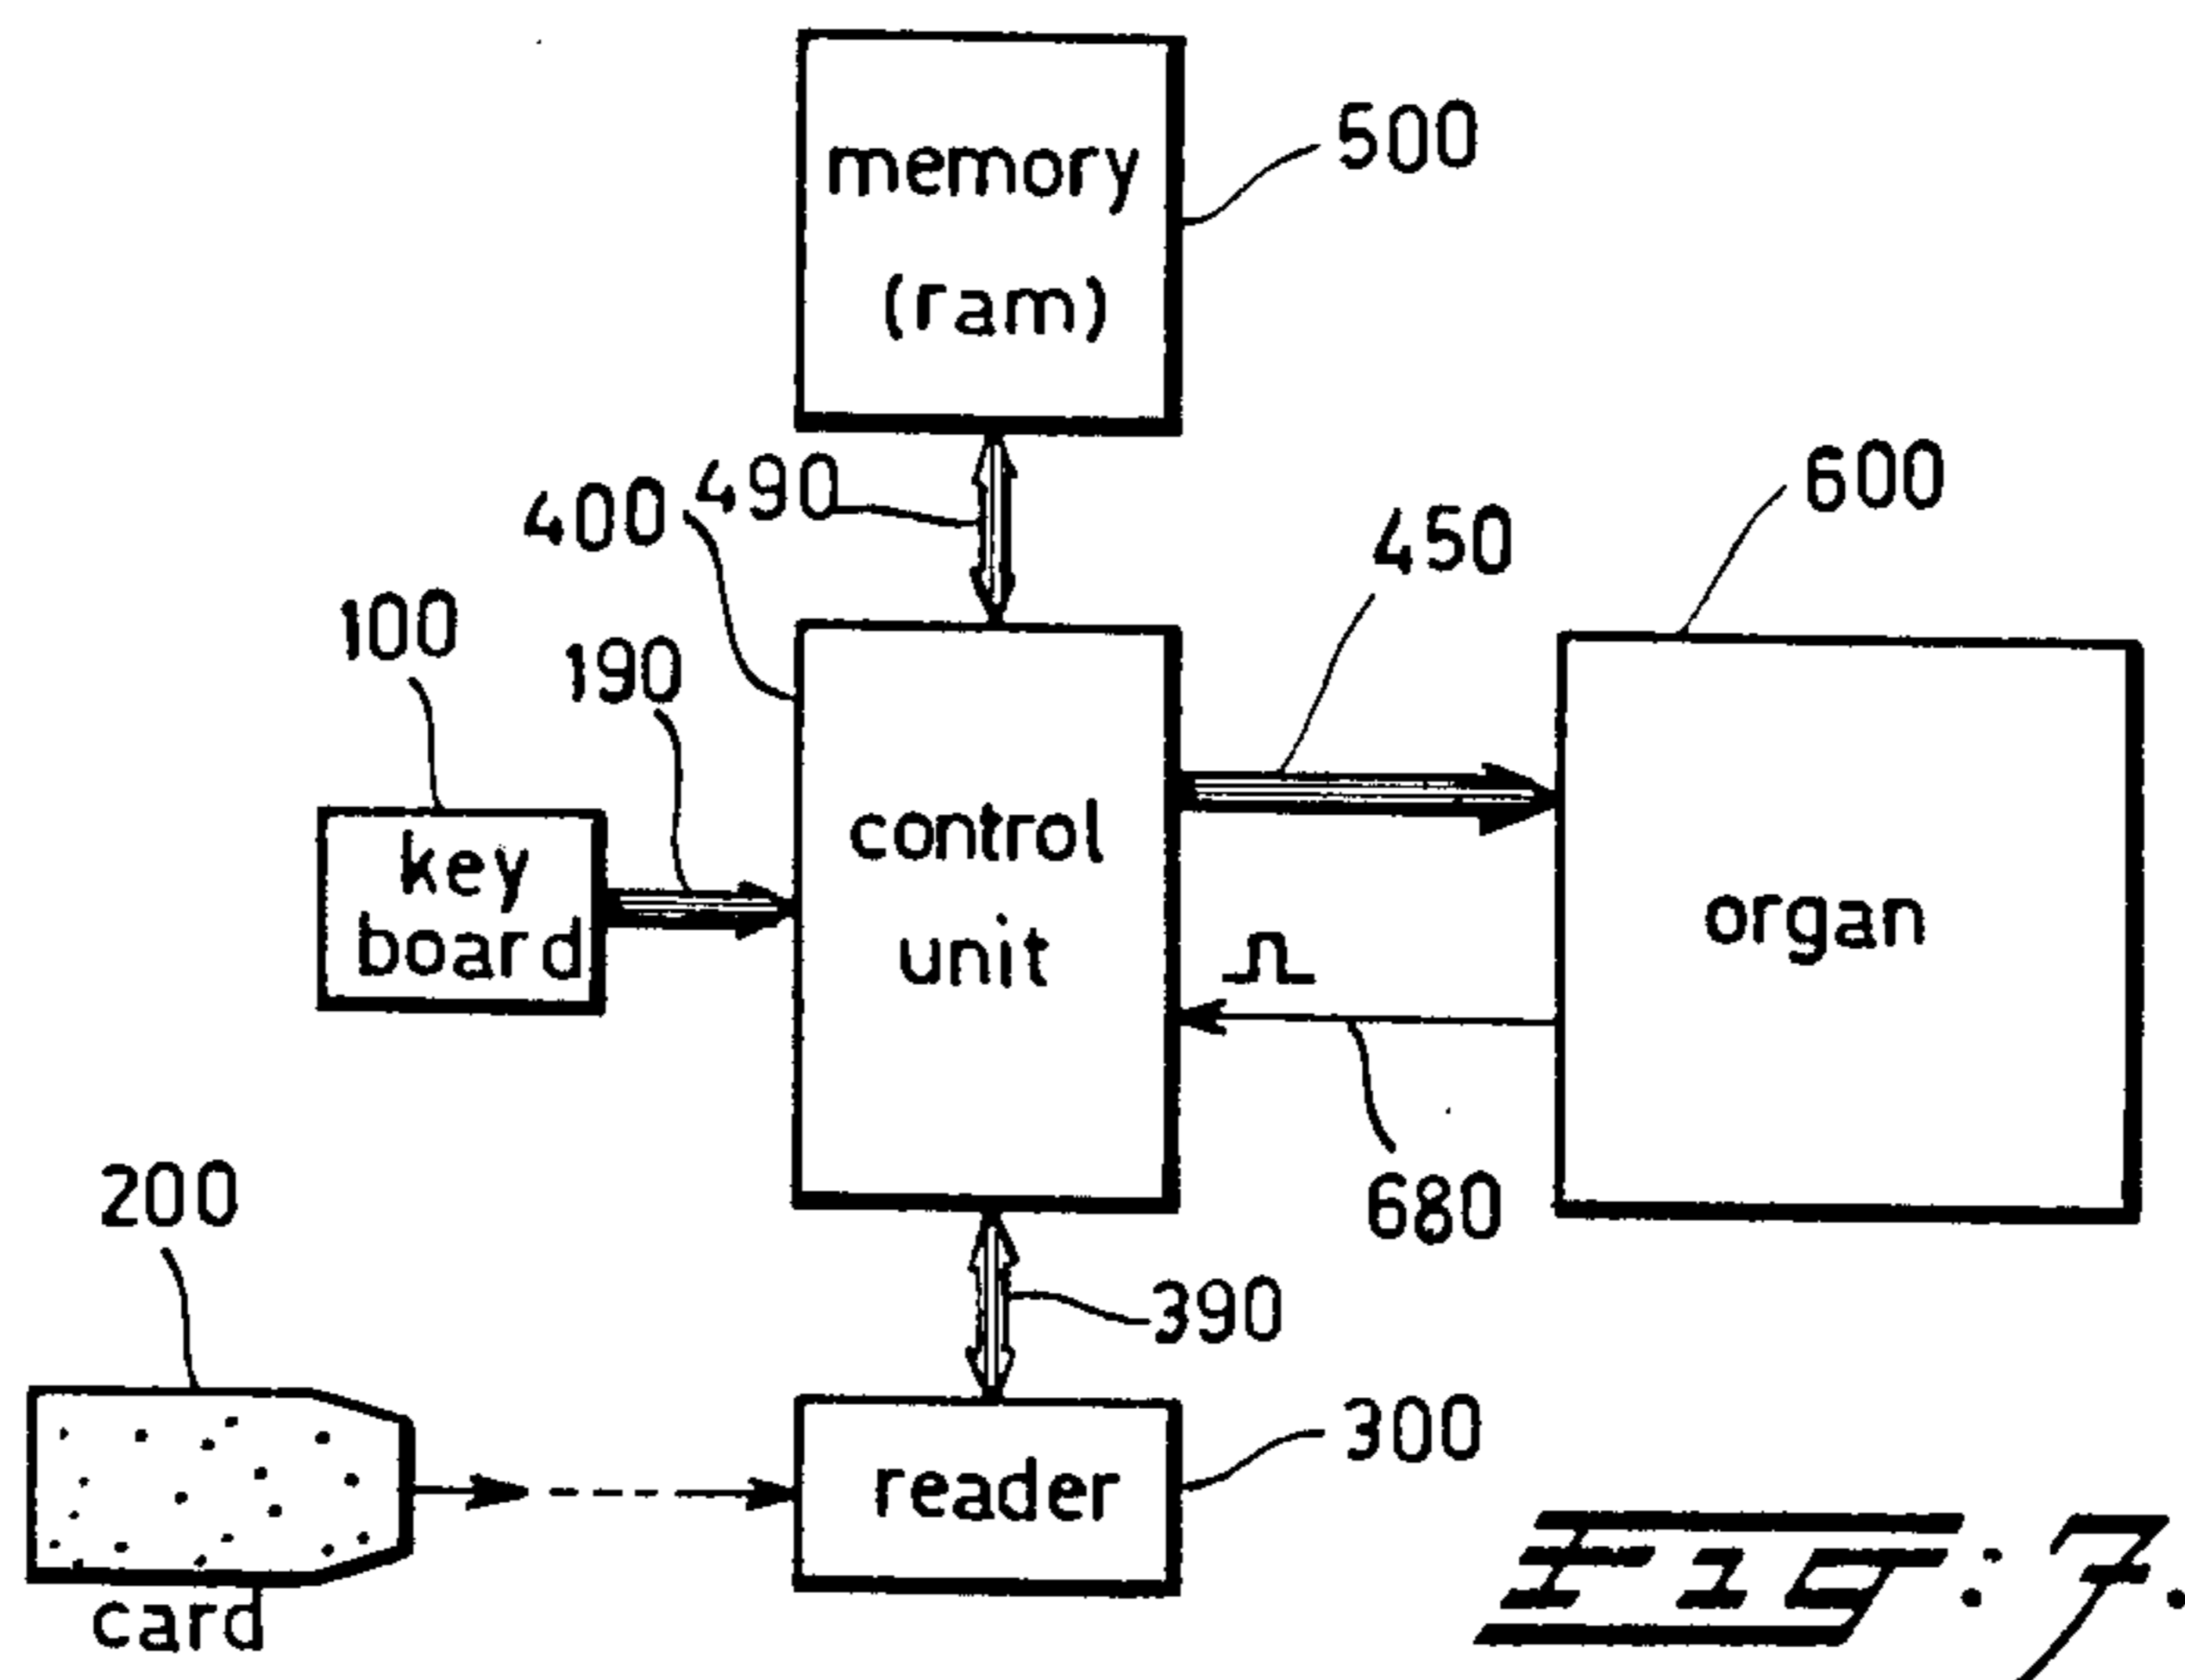 memory
(ram)
500
490
400
450
600
100
190
key
board
control
unit
organ
680
200
390
300
reader
card
Fig: 7.